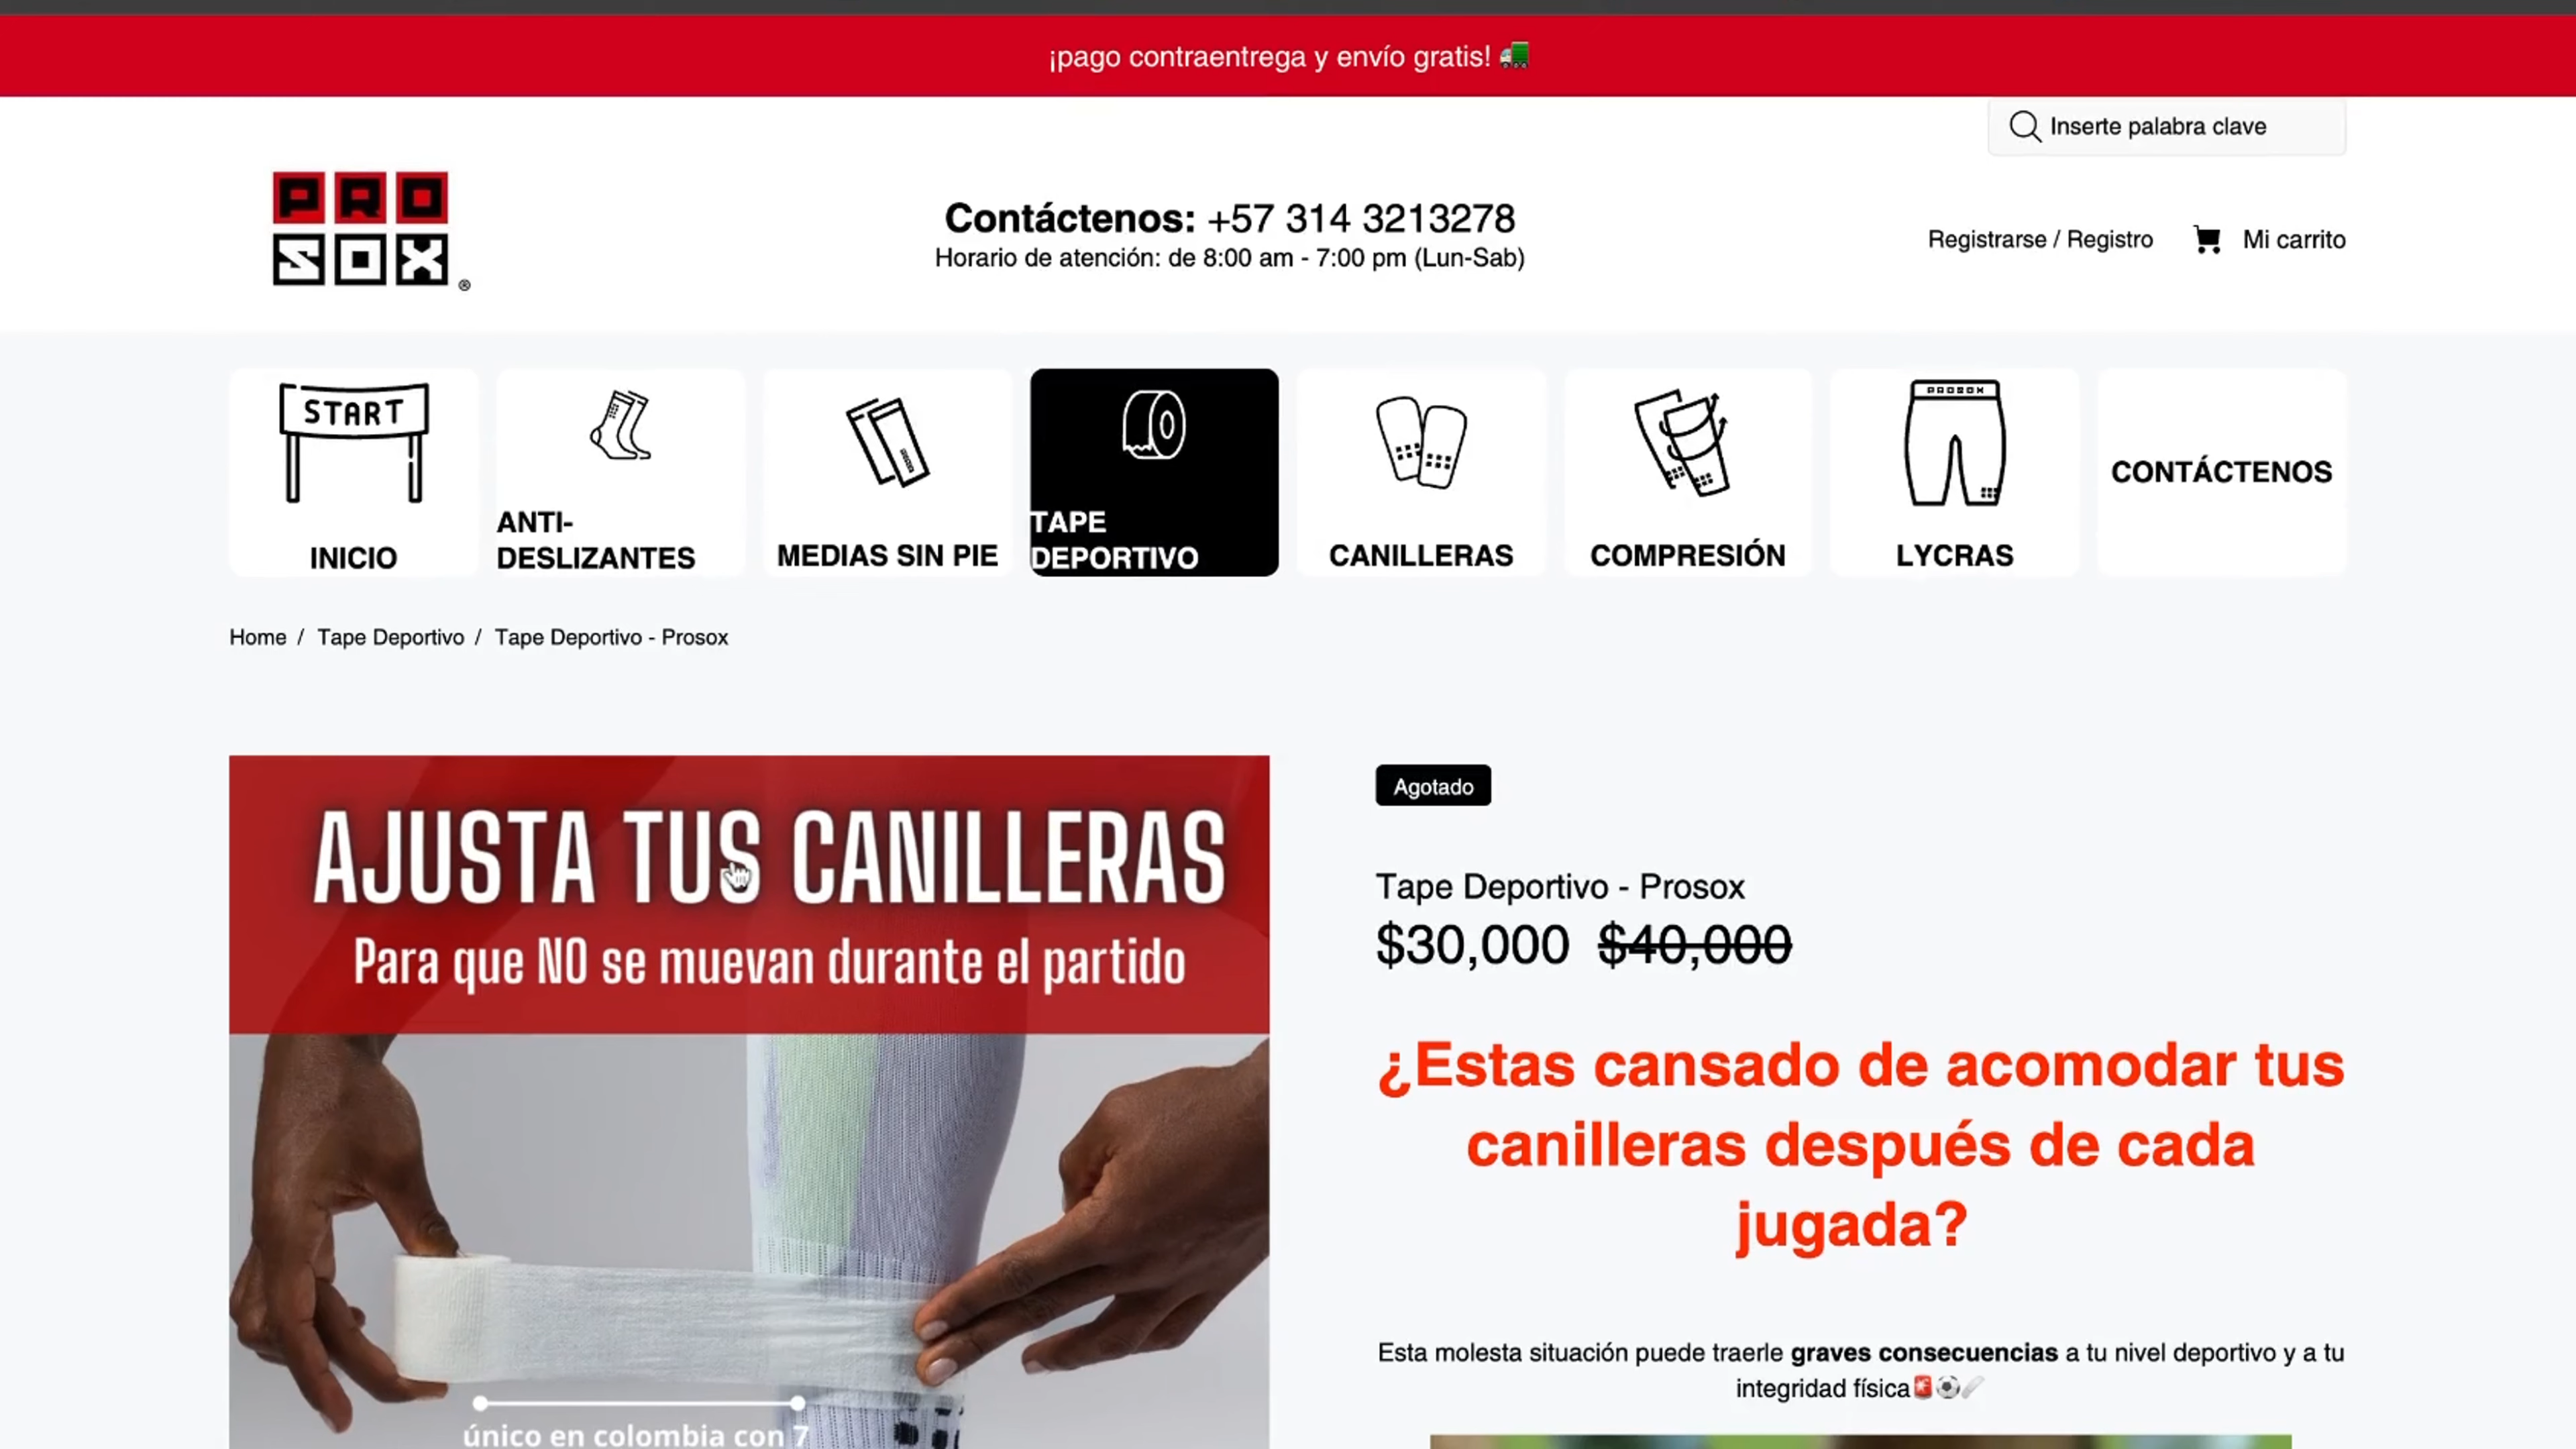 ¡pago contraentrega y envío gratis! 🚛
Inserte palabra clave
PRO
SOX
®
Contáctenos: +57 314 3213278
Horario de atención: de 8:00 am - 7:00 pm (Lun-Sab)
Registrarse / Registro
Mi carrito
START
INICIO
ANTI-
DESLIZANTES
MEDIAS SIN PIE
TAPE
DEPORTIVO
CANILLERAS
COMPRESIÓN
PROSOX
LYCRAS
CONTÁCTENOS
Home / Tape Deportivo / Tape Deportivo - Prosox
AJUSTA TUS CANILLERAS
Para que NO se muevan durante el partido
único en colombia con 7
Agotado
Tape Deportivo - Prosox
$30,000 $40,000
¿Estas cansado de acomodar tus
canilleras después de cada
jugada?
Esta molesta situación puede traerle graves consecuencias a tu nivel deportivo y a tu
integridad física🚨⚽🩹